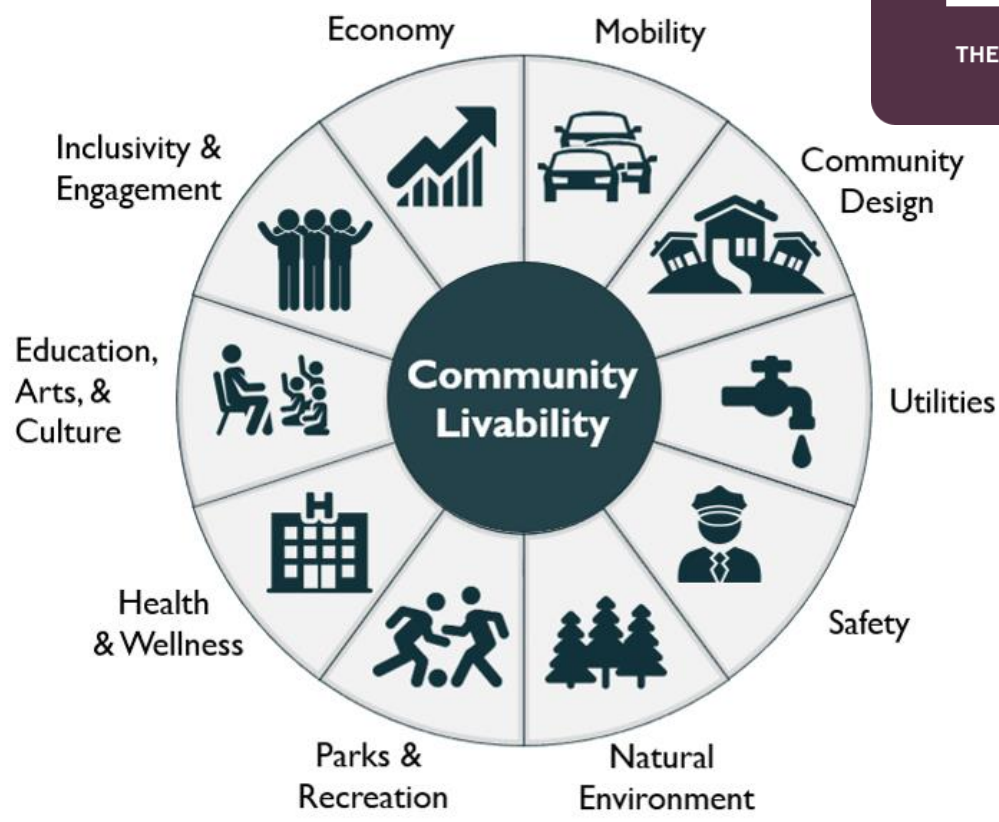 Economy
Mobility
THE
Inclusivity &
Engagement
Community
Design
Education,
Arts, &
Culture
Community
Livability
Utilities
H
Health
& Wellness
Safety
Parks &
Recreation
Natural
Environment